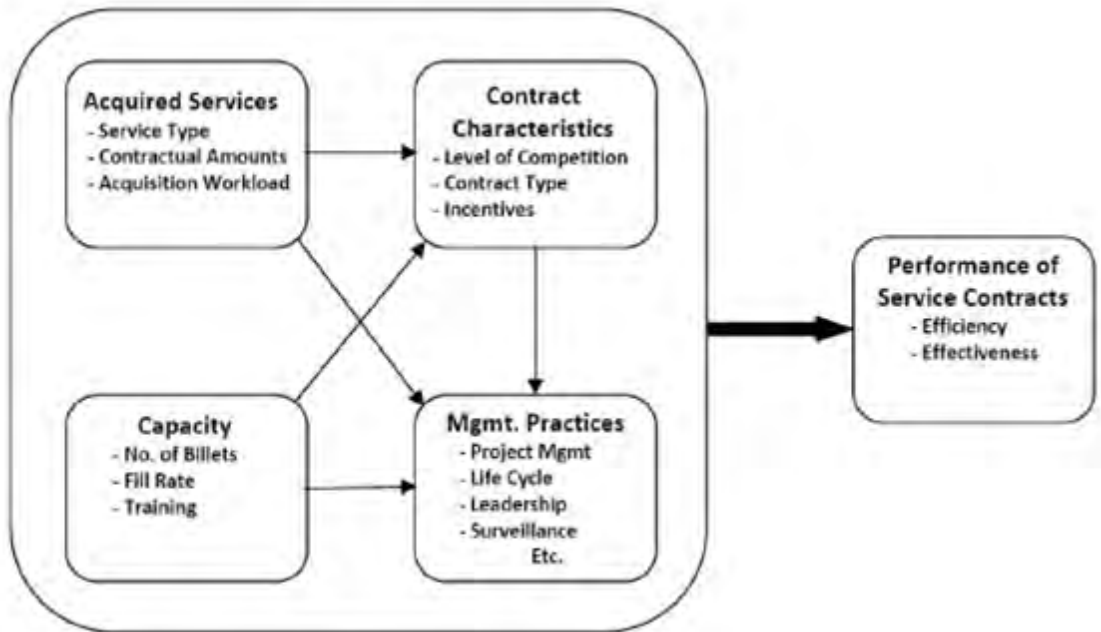 Acquired Services
- Service Type
- Contractual Amounts
- Acquisition Workload
Contract
Characteristics
- Level of Competition
- Contract Type
- Incentives
Capacity
- No. of Billets
- Fill Rate
- Training
Mgmt. Practices
- Project Mgmt
- Life Cycle
- Leadership
- Surveillance
Etc.
Performance of
Service Contracts
- Efficiency
- Effectiveness